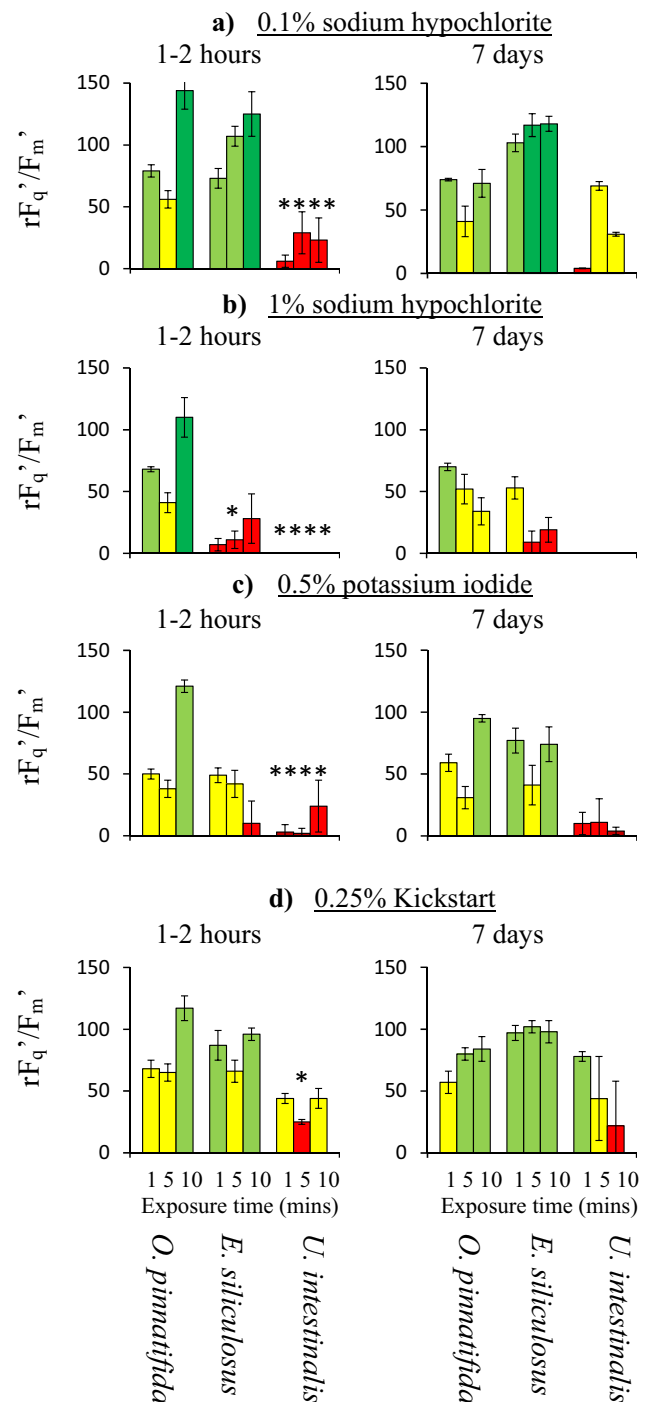 a) 0.1% sodium hypochlorite
1-2 hours 7 days
rFq’/Fm’
150 150
100 100
50 50
0 0
****
b) 1% sodium hypochlorite
1-2 hours 7 days
rFq’/Fm’
150 150
100 100
50 50
0 0
* ****
c) 0.5% potassium iodide
1-2 hours 7 days
rFq’/Fm’
150 150
100 100
50 50
0 0
****
d) 0.25% Kickstart
1-2 hours 7 days
rFq’/Fm’
150 150
100 100
50 50
0 0
*
1 5 10 1 5 10 1 5 10 1 5 10 1 5 10 1 5 10
Exposure time (mins) Exposure time (mins)
O. pinnatifida
E. siliculosus
U. intestinalis
O. pinnatifida
E. siliculosus
U. intestinalis